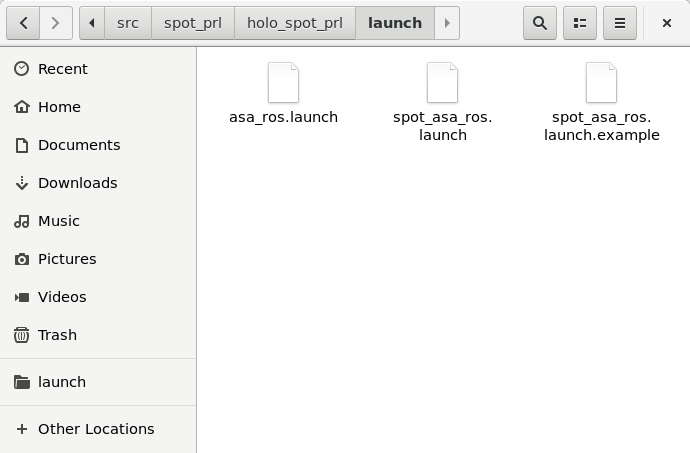 src spot_prl holo_spot_prl launch
Recent
Home
Documents
Downloads
Music
Pictures
Videos
Trash
launch
Other Locations
asa_ros.launch
spot_asa_ros.
launch
spot_asa_ros.
launch.example